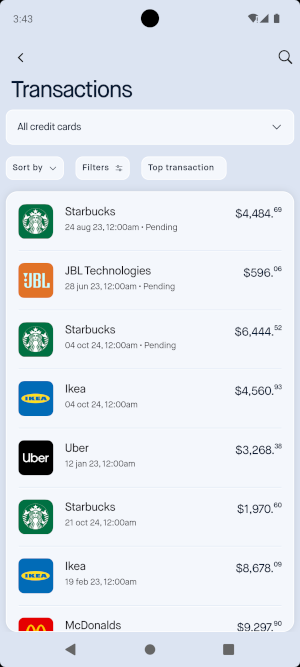 3:43
Transactions
All credit cards
Sort by
Filters
Top transaction
Starbucks
$4,484.69
24 aug 23, 12:00am • Pending
JBL
JBL Technologies
$596.06
28 jun 23, 12:00am • Pending
Starbucks
$6,444.52
04 oct 24, 12:00am • Pending
IKEA
Ikea
$4,560.93
04 oct 24, 12:00am
Uber
Uber
$3,268.38
12 jan 23, 12:00am
Starbucks
$1,970.60
21 oct 24, 12:00am
IKEA
Ikea
$8,678.09
19 feb 23, 12:00am
McDonalds
$9,297.90